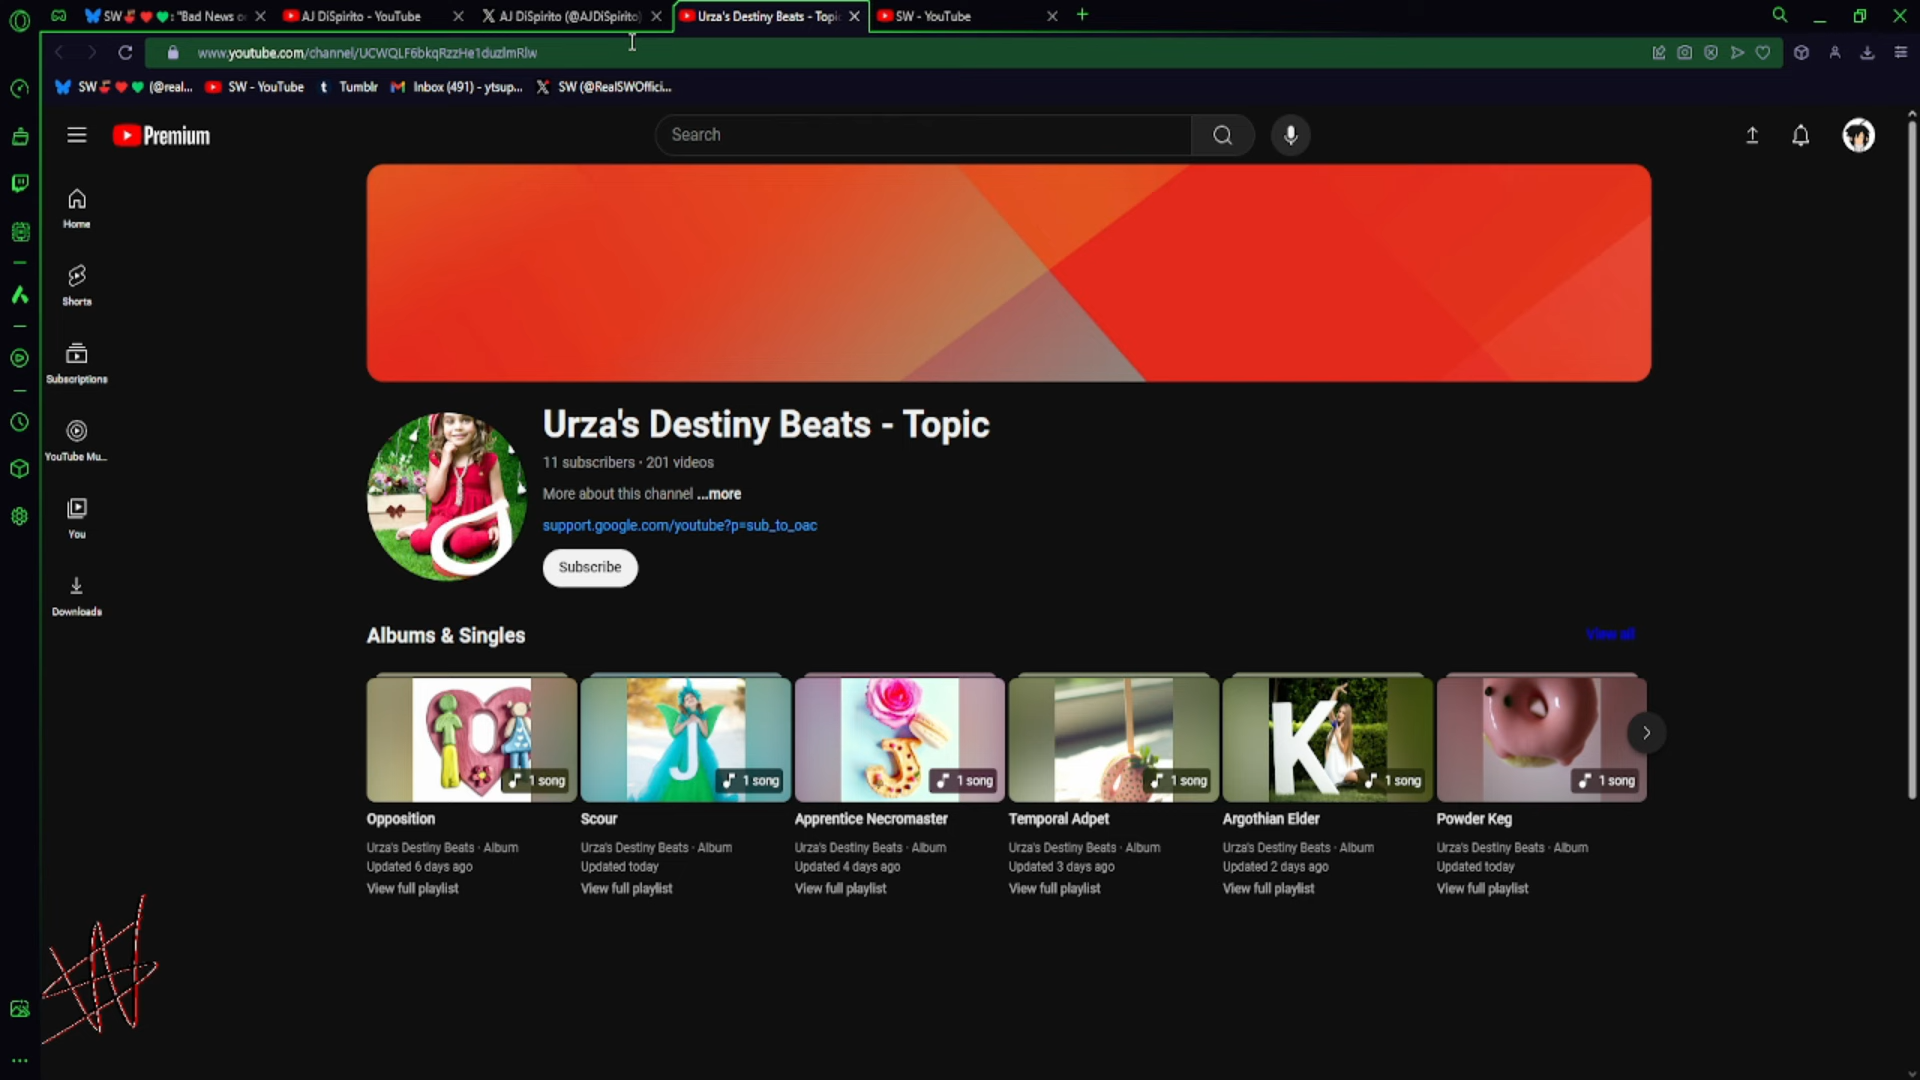 SW🍒❤️💚: "Bad News o
AJ DiSpirito - YouTube
AJ DiSpirito (@AJDiSpirito)
Urza's Destiny Beats - Topic
SW - YouTube
www.youtube.com/channel/UCWQLF6bkqRzzHe1duzlmRlw
SW🍒❤️💚 (@real...
SW - YouTube
Tumblr
Inbox (491) - ytsup...
SW (@RealSWOffici...
Premium
Search
Home
Shorts
Subscriptions
YouTube Mu...
You
Downloads
Urza's Destiny Beats - Topic
11 subscribers · 201 videos
More about this channel ...more
support.google.com/youtube?p=sub_to_oac
Subscribe
Albums & Singles
View all
1 song
1 song
J
1 song
1 song
K
1 song
1 song
Opposition
Urza's Destiny Beats · Album
Updated 6 days ago
View full playlist
Scour
Urza's Destiny Beats · Album
Updated today
View full playlist
Apprentice Necromaster
Urza's Destiny Beats · Album
Updated 4 days ago
View full playlist
Temporal Adpet
Urza's Destiny Beats · Album
Updated 3 days ago
View full playlist
Argothian Elder
Urza's Destiny Beats · Album
Updated 2 days ago
View full playlist
Powder Keg
Urza's Destiny Beats · Album
Updated today
View full playlist